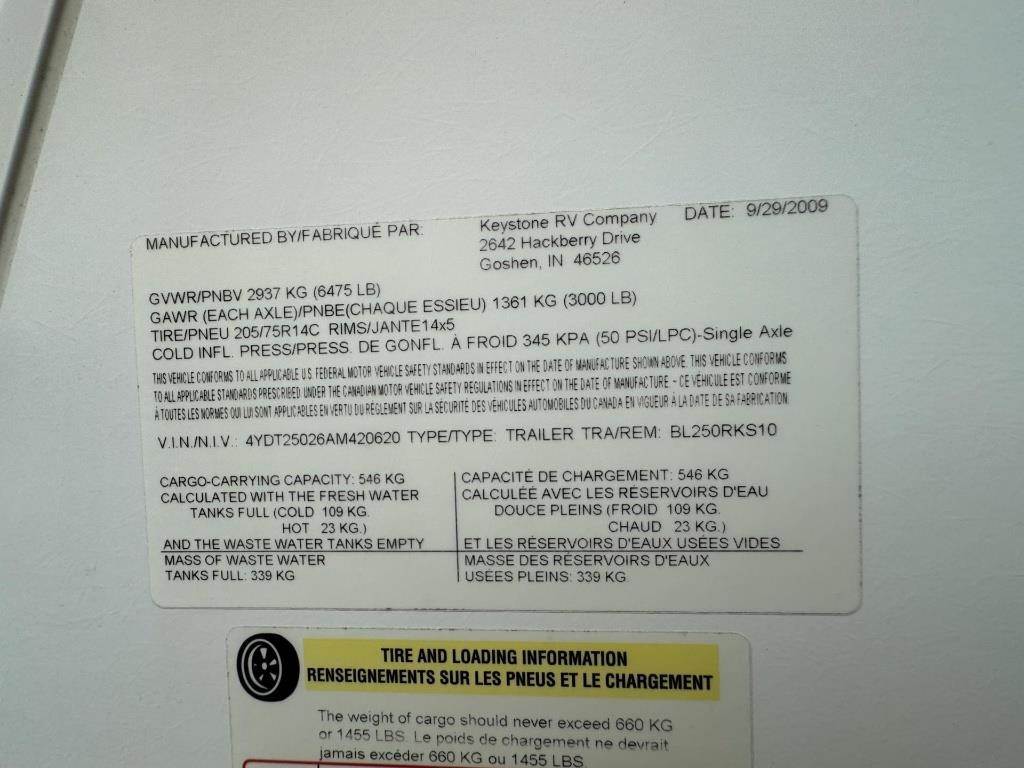 MANUFACTURED BY/FABRIQUÉ PAR: Keystone RV Company DATE: 9/29/2009
2642 Hackberry Drive
Goshen, IN 46526
GVWR/PNBV 2937 KG (6475 LB)
GAWR (EACH AXLE)/PNBE(CHAQUE ESSIEU) 1361 KG (3000 LB)
TIRE/PNEU 205/75R14C RIMS/JANTE14x5
COLD INFL. PRESS/PRESS. DE GONFL. À FROID 345 KPA (50 PSI/LPC)-Single Axle
THIS VEHICLE CONFORMS TO ALL APPLICABLE U.S. FEDERAL MOTOR VEHICLE SAFETY STANDARDS IN EFFECT ON THE DATE OF MANUFACTURE SHOWN ABOVE. THIS VEHICLE CONFORMS
TO ALL APPLICABLE STANDARDS PRESCRIBED UNDER THE CANADIAN MOTOR VEHICLE SAFETY REGULATIONS IN EFFECT ON THE DATE OF MANUFACTURE - CE VÉHICULE EST CONFORME
À TOUTES LES NORMES QUI LUI SONT APPLICABLES EN VERTU DU RÈGLEMENT SUR LA SÉCURITÉ DES VÉHICULES AUTOMOBILES DU CANADA EN VIGUEUR À LA DATE DE SA FABRICATION
V.I.N./N.I.V.: 4YDT25026AM420620 TYPE/TYPE: TRAILER TRA/REM: BL250RKS10
CARGO-CARRYING CAPACITY: 546 KG
CALCULATED WITH THE FRESH WATER
TANKS FULL (COLD 109 KG.
HOT 23 KG.)
AND THE WASTE WATER TANKS EMPTY
MASS OF WASTE WATER
TANKS FULL: 339 KG
CAPACITÉ DE CHARGEMENT: 546 KG
CALCULÉE AVEC LES RÉSERVOIRS D'EAU
DOUCE PLEINS (FROID 109 KG.
CHAUD 23 KG.)
ET LES RÉSERVOIRS D'EAUX USÉES VIDES
MASSE DES RÉSERVOIRS D'EAUX
USÉES PLEINS: 339 KG
TIRE AND LOADING INFORMATION
RENSEIGNEMENTS SUR LES PNEUS ET LE CHARGEMENT
The weight of cargo should never exceed 660 KG
or 1455 LBS. Le poids de chargement ne devrait
jamais excéder 660 KG ou 1455 LBS